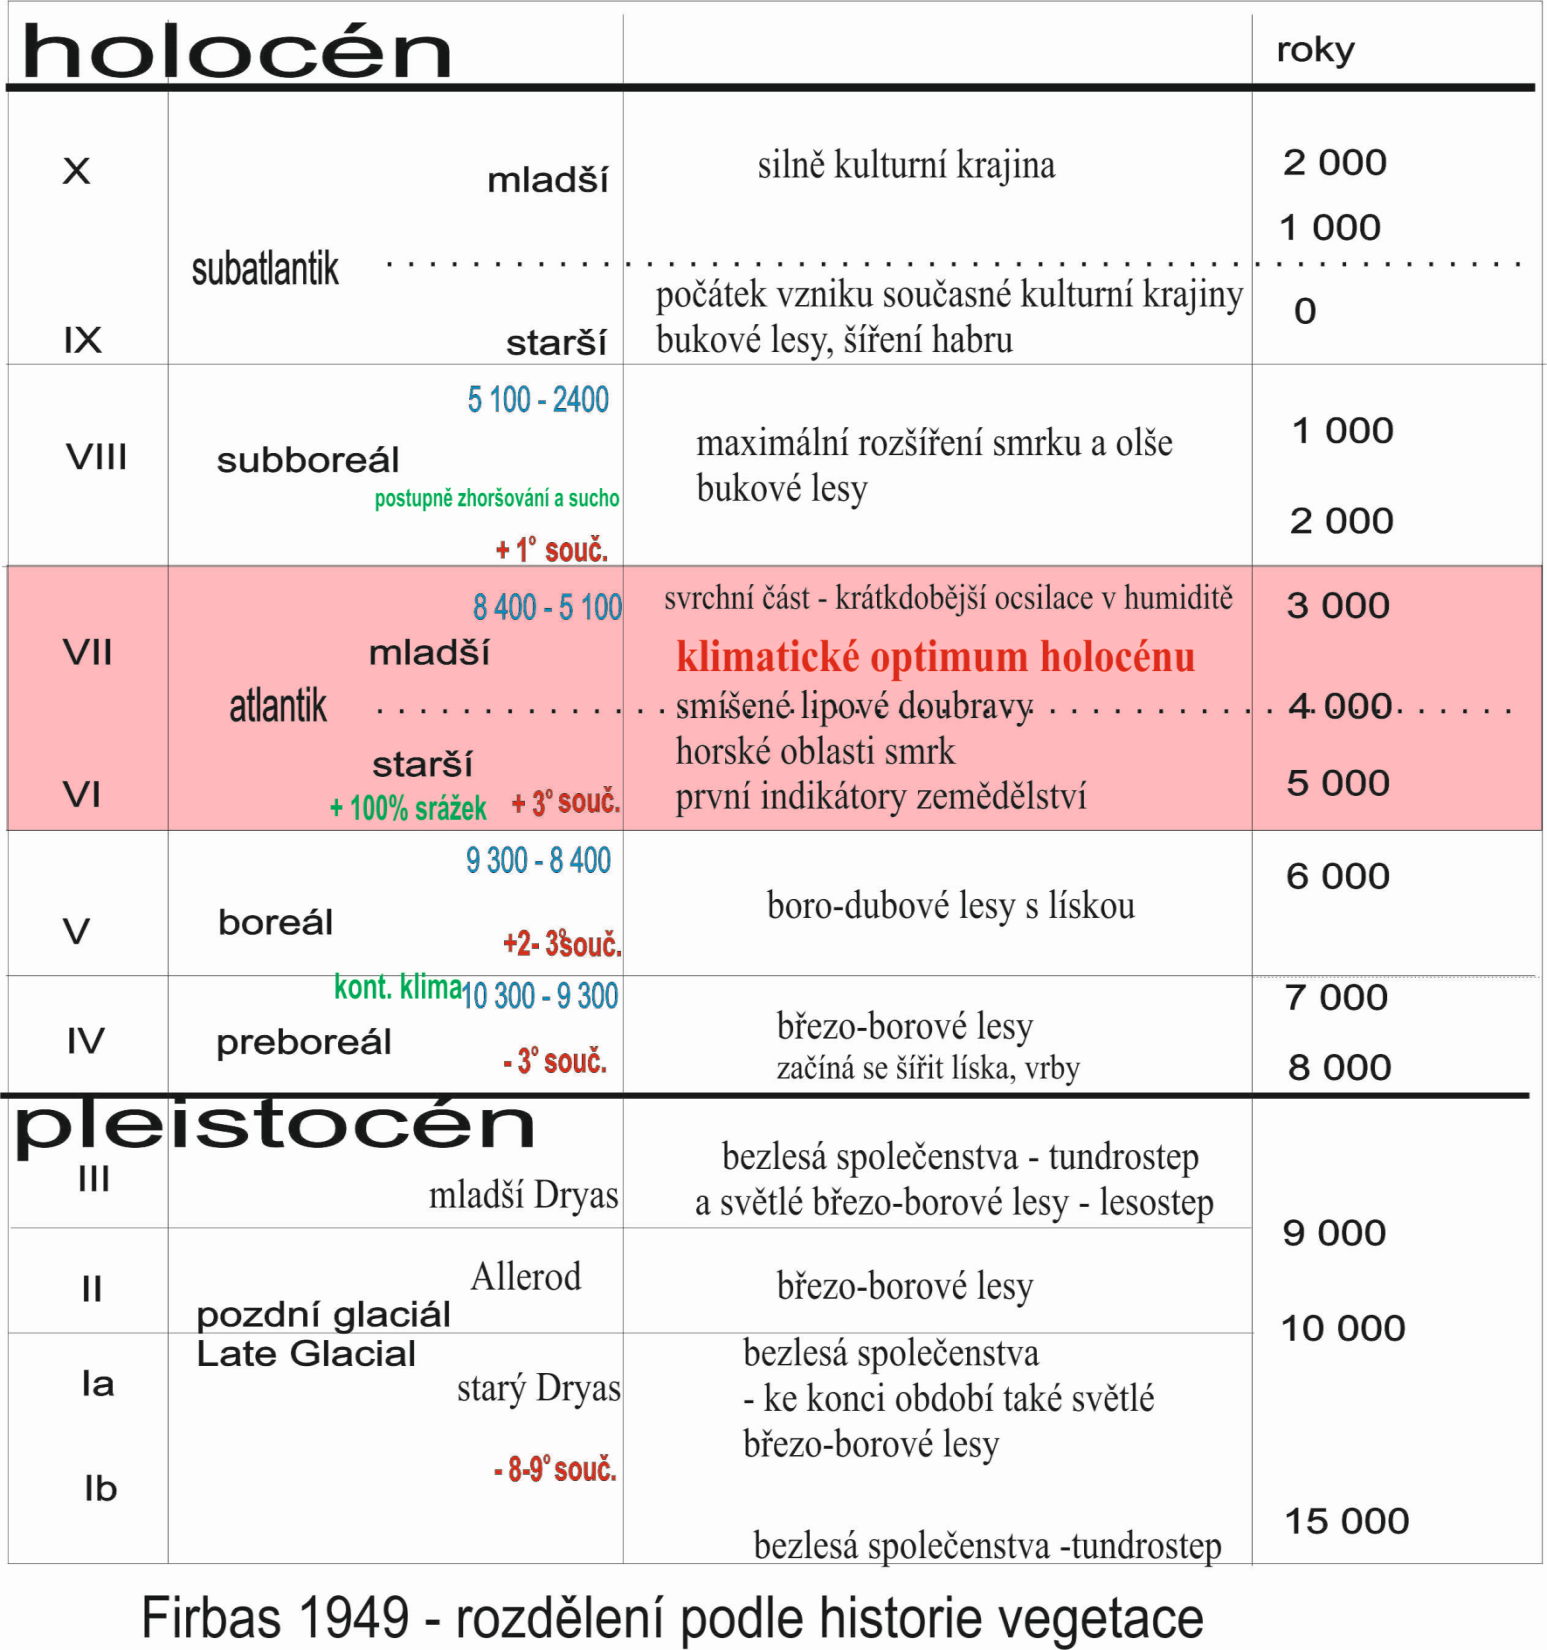 holocén
roky
X
mladší
silně kulturní krajina
2 000
1 000
subatlantik
počátek vzniku současné kulturní krajiny
0
IX
starší
bukové lesy, šíření habru
5 100 - 2400
VIII
subboreál
maximální rozšíření smrku a olše
1 000
bukové lesy
postupně zhoršování a sucho
2 000
+ 1° souč.
8 400 - 5 100
svrchní část - krátkdobější ocsilace v humiditě
3 000
VII
mladší
klimatické optimum holocénu
atlantik
smíšené lipové doubravy
4 000
starší
horské oblasti smrk
VI
+ 100% srážek
+ 3° souč.
první indikátory zemědělství
5 000
9 300 - 8 400
6 000
V
boreál
boro-dubové lesy s lískou
+2- 3° souč.
kont. klima
10 300 - 9 300
7 000
IV
preboreál
březo-borové lesy
- 3° souč.
začíná se šířit líska, vrby
8 000
pleistocén
III
mladší Dryas
bezlesá společenstva - tundrostep
a světlé březo-borové lesy - lesostep
9 000
II
Allerod
březo-borové lesy
pozdní glaciál
10 000
Late Glacial
Ia
starý Dryas
bezlesá společenstva
- ke konci období také světlé
březo-borové lesy
- 8-9° souč.
Ib
15 000
bezlesá společenstva -tundrostep
Firbas 1949 - rozdělení podle historie vegetace